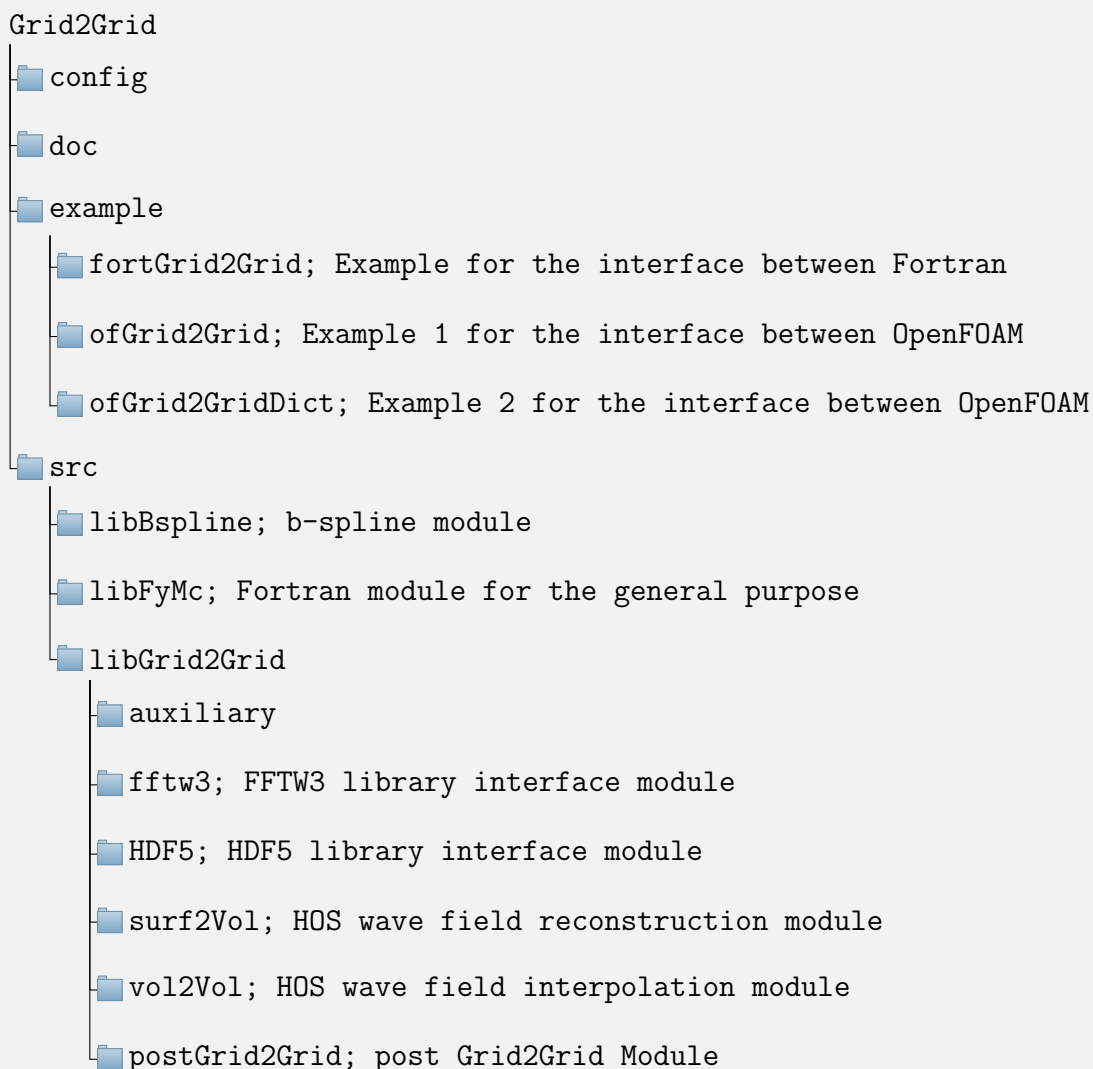 Grid2Grid
config
doc
example
fortGrid2Grid; Example for the interface between Fortran
ofGrid2Grid; Example 1 for the interface between OpenFOAM
ofGrid2GridDict; Example 2 for the interface between OpenFOAM
src
libBspline; b-spline module
libFyMc; Fortran module for the general purpose
libGrid2Grid
auxiliary
fftw3; FFTW3 library interface module
HDF5; HDF5 library interface module
surf2Vol; HOS wave field reconstruction module
vol2Vol; HOS wave field interpolation module
postGrid2Grid; post Grid2Grid Module